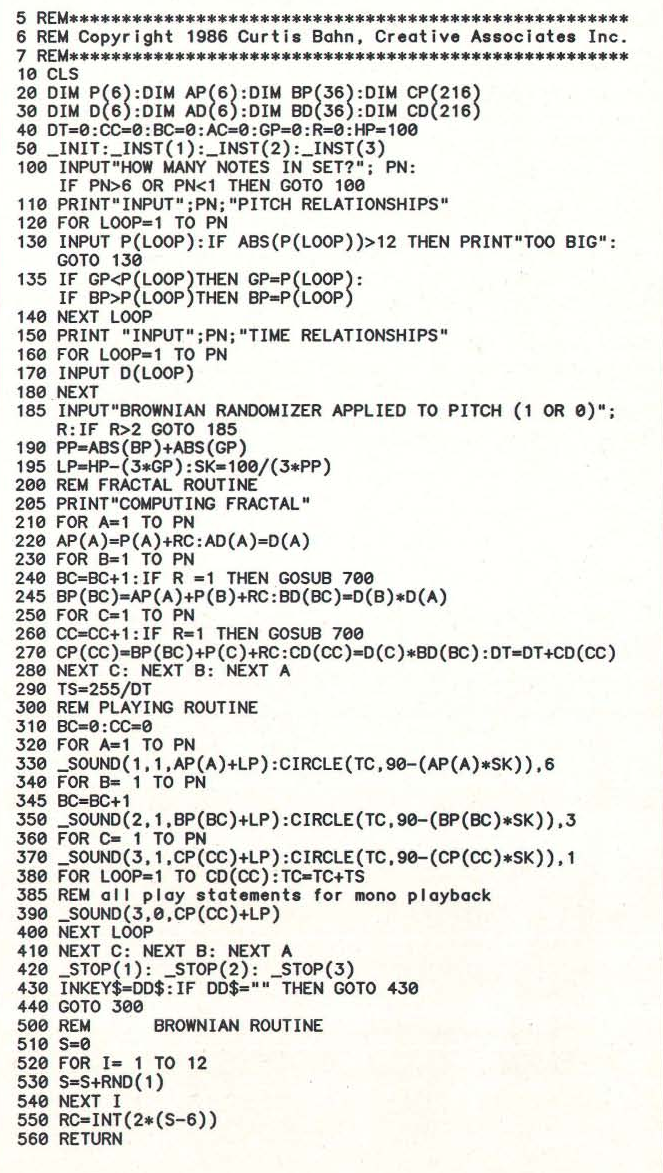 5 REM*****************************************************
6 REM Copyright 1986 Curtis Bahn, Creative Associates Inc.
7 REM*****************************************************
10 CLS
20 DIM P(6):DIM AP(6):DIM BP(36):DIM CP(216)
30 DIM D(6):DIM AD(6):DIM BD(36):DIM CD(216)
40 DT=0:CC=0:BC=0:AC=0:GP=0:R=0:HP=100
50 _INIT:_INST(1):_INST(2):_INST(3)
100 INPUT"HOW MANY NOTES IN SET?"; PN:
IF PN>6 OR PN<1 THEN GOTO 100
110 PRINT"INPUT";PN;"PITCH RELATIONSHIPS"
120 FOR LOOP=1 TO PN
130 INPUT P(LOOP):IF ABS(P(LOOP))>12 THEN PRINT"TOO BIG":
GOTO 130
135 IF GP<P(LOOP)THEN GP=P(LOOP):
IF BP>P(LOOP)THEN BP=P(LOOP)
140 NEXT LOOP
150 PRINT "INPUT";PN;"TIME RELATIONSHIPS"
160 FOR LOOP=1 TO PN
170 INPUT D(LOOP)
180 NEXT
185 INPUT"BROWNIAN RANDOMIZER APPLIED TO PITCH (1 OR 0)";
R:IF R>2 GOTO 185
190 PP=ABS(BP)+ABS(GP)
195 LP=HP-(3*GP):SK=100/(3*PP)
200 REM FRACTAL ROUTINE
205 PRINT"COMPUTING FRACTAL"
210 FOR A=1 TO PN
220 AP(A)=P(A)+RC:AD(A)=D(A)
230 FOR B=1 TO PN
240 BC=BC+1:IF R =1 THEN GOSUB 700
245 BP(BC)=AP(A)+P(B)+RC:BD(BC)=D(B)*D(A)
250 FOR C=1 TO PN
260 CC=CC+1:IF R=1 THEN GOSUB 700
270 CP(CC)=BP(BC)+P(C)+RC:CD(CC)=D(C)*BD(BC):DT=DT+CD(CC)
280 NEXT C: NEXT B: NEXT A
290 TS=255/DT
300 REM PLAYING ROUTINE
310 BC=0:CC=0
320 FOR A=1 TO PN
330 _SOUND(1,1,AP(A)+LP):CIRCLE(TC,90-(AP(A)*SK)),6
340 FOR B= 1 TO PN
345 BC=BC+1
350 _SOUND(2,1,BP(BC)+LP):CIRCLE(TC,90-(BP(BC)*SK)),3
360 FOR C= 1 TO PN
370 _SOUND(3,1,CP(CC)+LP):CIRCLE(TC,90-(CP(CC)*SK)),1
380 FOR LOOP=1 TO CD(CC):TC=TC+TS
385 REM all play statements for mono playback
390 _SOUND(3,0,CP(CC)+LP)
400 NEXT LOOP
410 NEXT C: NEXT B: NEXT A
420 _STOP(1): _STOP(2): _STOP(3)
430 INKEY$=DD$:IF DD$="" THEN GOTO 430
440 GOTO 300
500 REM BROWNIAN ROUTINE
510 S=0
520 FOR I= 1 TO 12
530 S=S+RND(1)
540 NEXT I
550 RC=INT(2*(S-6))
560 RETURN